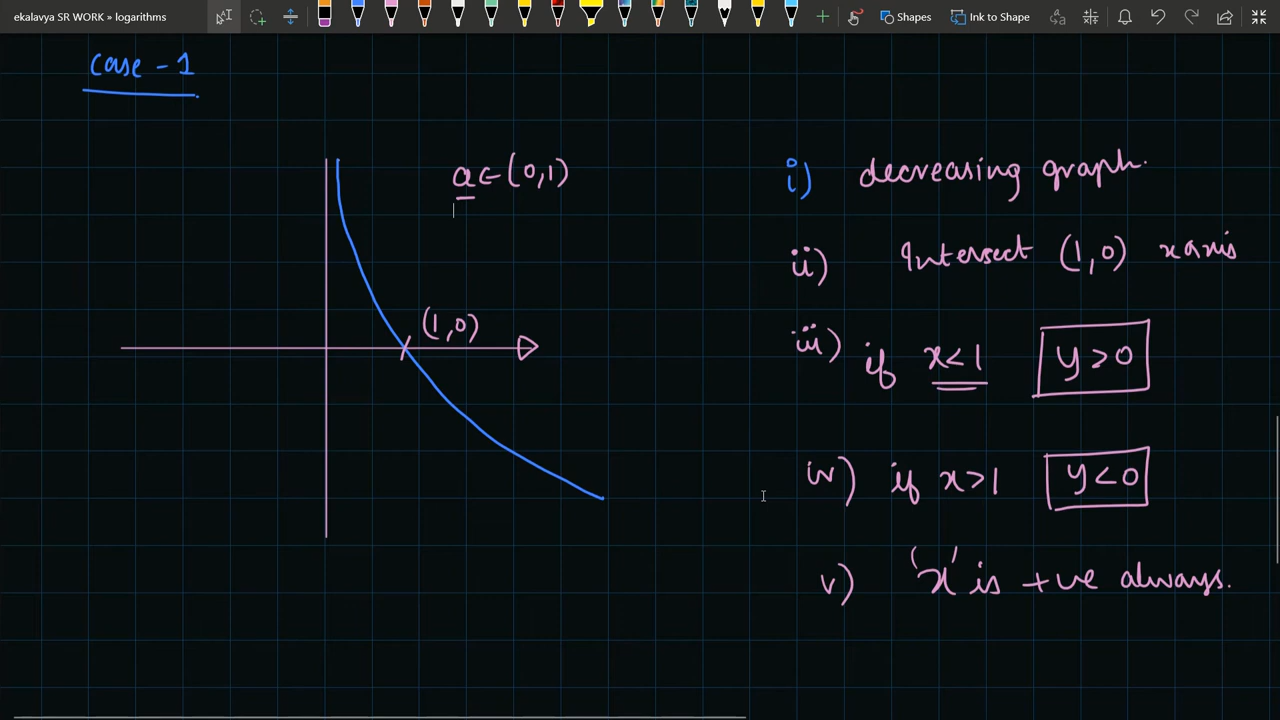 ekalavya SR WORK » logarithms
Shapes
Ink to Shape
Case - 1
a ∈ (0,1)
(1,0)
i) decreasing graph.
ii) Intersect (1,0) x axis
iii) if x<1 y>0
iv) if x>1 y<0
v) 'x' is +ve always.